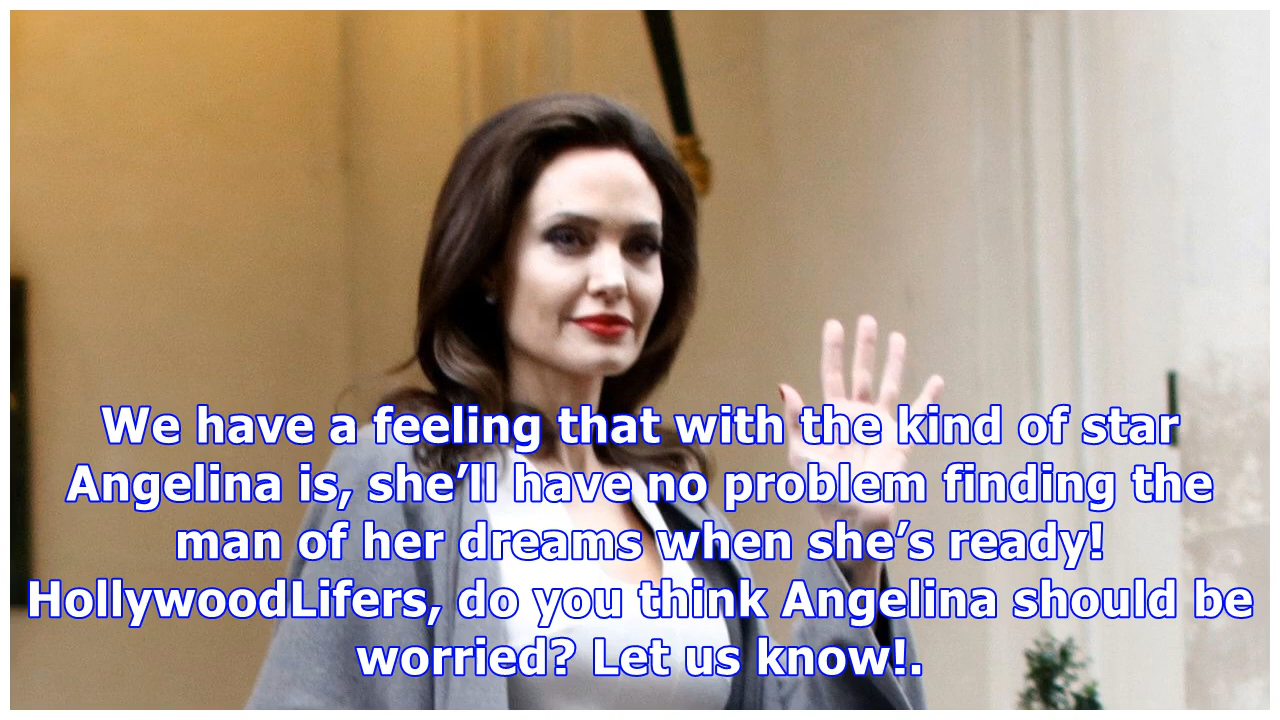 We have a feeling that with the kind of star
Angelina is, she’ll have no problem finding the
man of her dreams when she’s ready!
HollywoodLifers, do you think Angelina should be
worried? Let us know!.